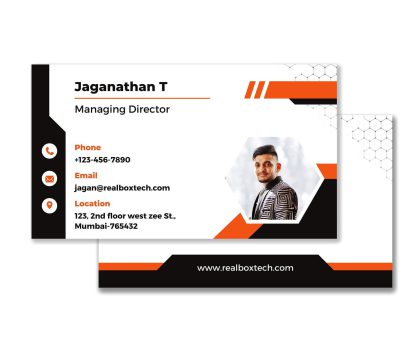 Jaganathan T
Managing Director
Phone
+123-456-7890
Email
jagan@realboxtech.com
Location
123, 2nd floor west zee St.,
Mumbai-765432
www.realboxtech.com